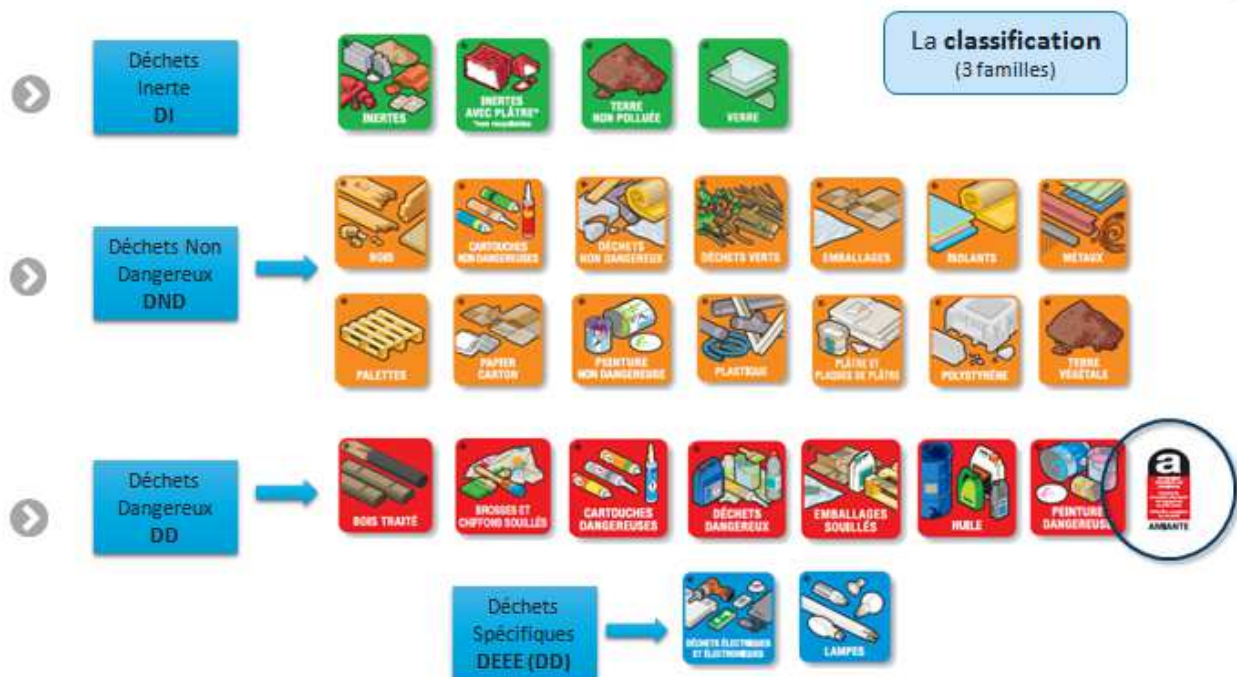 La classification
(3 familles)
Déchets
Inerte
DI
INERTES
INERTES
AVEC PLÂTRE*
*non recyclables
TERRE
NON POLLUÉE
VERRE
Déchets Non
Dangereux
DND
BOIS
CARTOUCHES
NON DANGEREUSES
DÉCHETS
NON DANGEREUX
DÉCHETS VERTS
EMBALLAGES
ISOLANTS
MÉTAUX
PALETTES
PAPIER
CARTON
PEINTURE
NON DANGEREUSE
PLASTIQUE
PLÂTRE ET
PLAQUES DE PLÂTRE
POLYSTYRÈNE
TERRE
VÉGÉTALE
Déchets
Dangereux
DD
BOIS TRAITÉ
BROSSES ET
CHIFFONS SOUILLÉS
CARTOUCHES
DANGEREUSES
DÉCHETS
DANGEREUX
EMBALLAGES
SOUILLÉS
HUILE
PEINTURE
DANGEREUSE
a
AMIANTE
Déchets
Spécifiques
DEEE (DD)
DÉCHETS ÉLECTRIQUES
ET ÉLECTRONIQUES
LAMPES